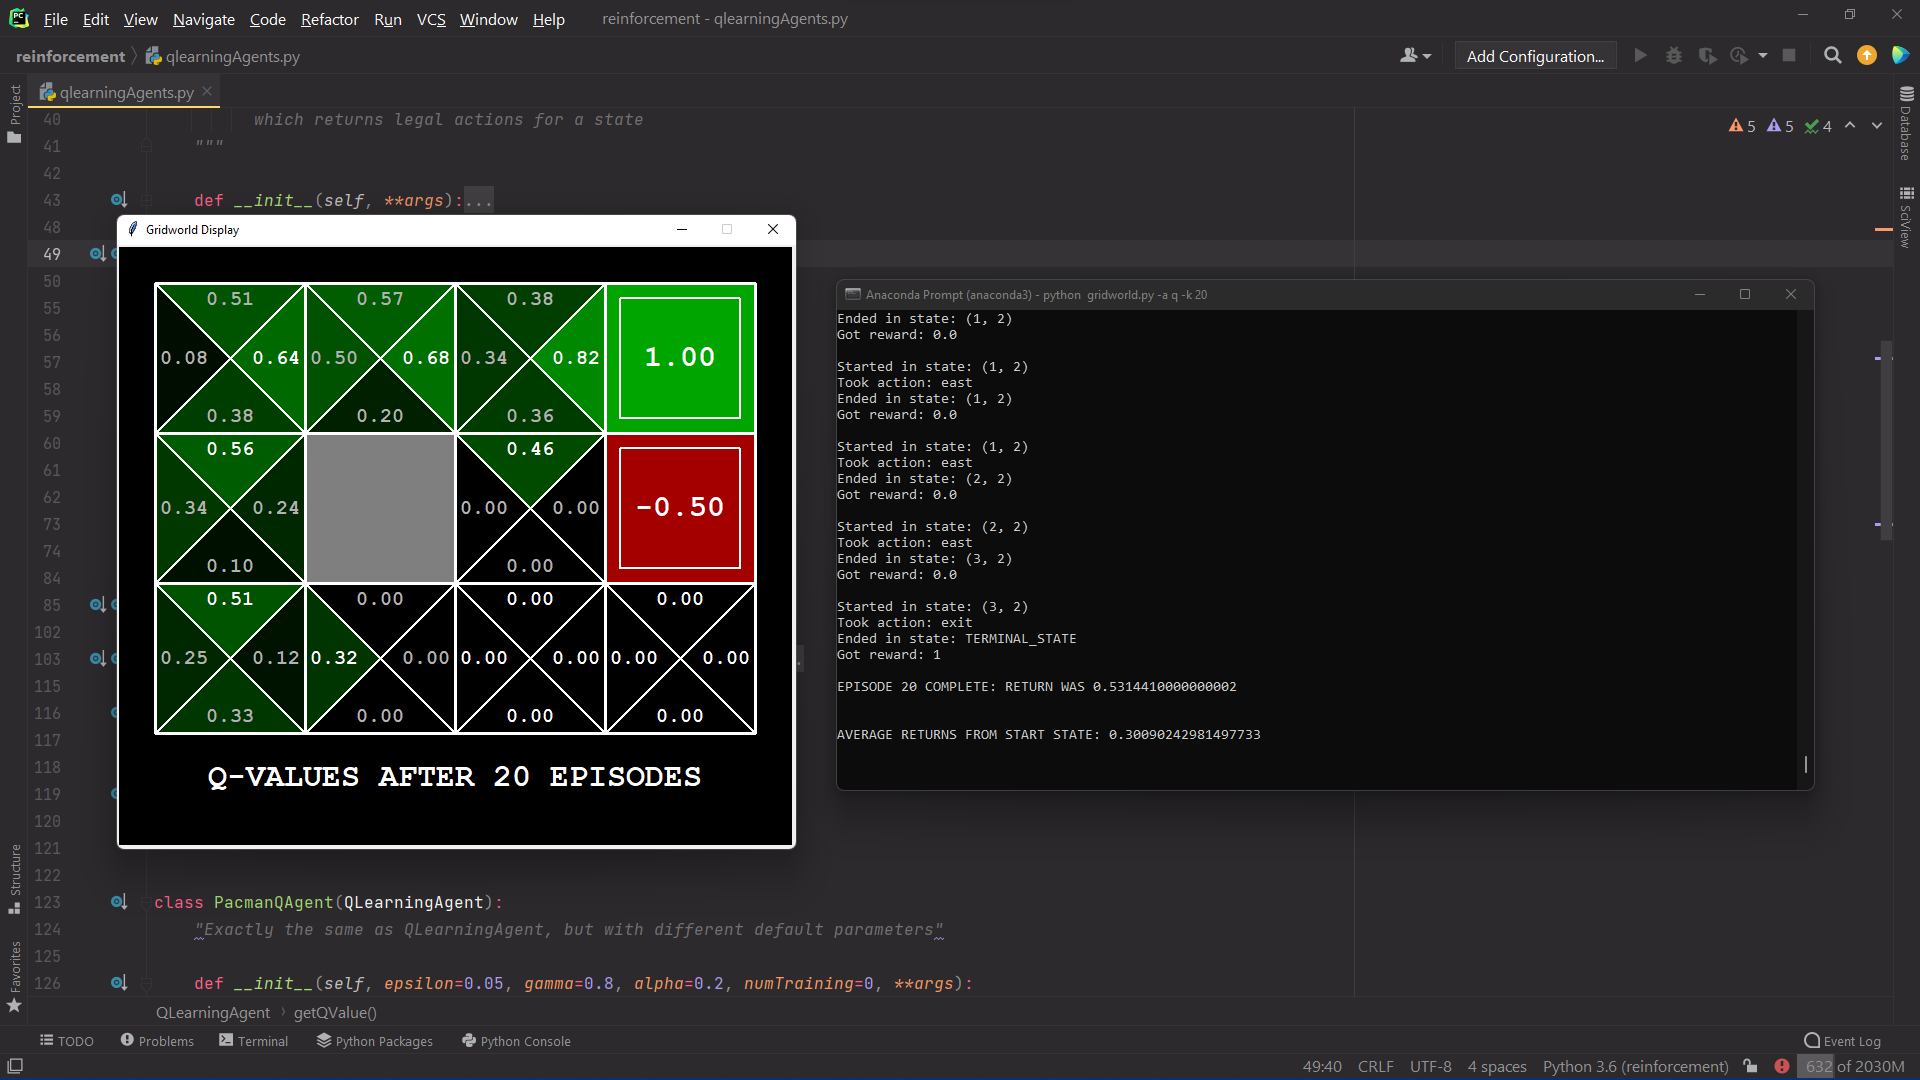 File Edit View Navigate Code Refactor Run VCS Window Help reinforcement - qlearningAgents.py
reinforcement qlearningAgents.py Add Configuration...
qlearningAgents.py
Project
Structure
Favorites
Database
SciView
40 which returns legal actions for a state
5 5 4
41 """
42
43 def __init__(self, **args):...
48
49
50
55
56
57
58
59
60
61
62
73
74
84
85
102
103
115
116
117
118
119
120
121
122
123 class PacmanQAgent(QLearningAgent):
124 "Exactly the same as QLearningAgent, but with different default parameters"
125
126 def __init__(self, epsilon=0.05, gamma=0.8, alpha=0.2, numTraining=0, **args):
Gridworld Display
0.51 0.57 0.38
0.08 0.64 0.50 0.68 0.34 0.82 1.00
0.38 0.20 0.36
0.56 0.46
0.34 0.24 0.00 0.00 -0.50
0.10 0.00
0.51 0.00 0.00 0.00
0.25 0.12 0.32 0.00 0.00 0.00 0.00 0.00
0.33 0.00 0.00 0.00
Q-VALUES AFTER 20 EPISODES
Anaconda Prompt (anaconda3) - python gridworld.py -a q -k 20
Ended in state: (1, 2)
Got reward: 0.0
Started in state: (1, 2)
Took action: east
Ended in state: (1, 2)
Got reward: 0.0
Started in state: (1, 2)
Took action: east
Ended in state: (2, 2)
Got reward: 0.0
Started in state: (2, 2)
Took action: east
Ended in state: (3, 2)
Got reward: 0.0
Started in state: (3, 2)
Took action: exit
Ended in state: TERMINAL_STATE
Got reward: 1
EPISODE 20 COMPLETE: RETURN WAS 0.5314410000000002
AVERAGE RETURNS FROM START STATE: 0.30090242981497733
QLearningAgent getQValue()
TODO Problems Terminal Python Packages Python Console Event Log
49:40 CRLF UTF-8 4 spaces Python 3.6 (reinforcement) 632 of 2030M